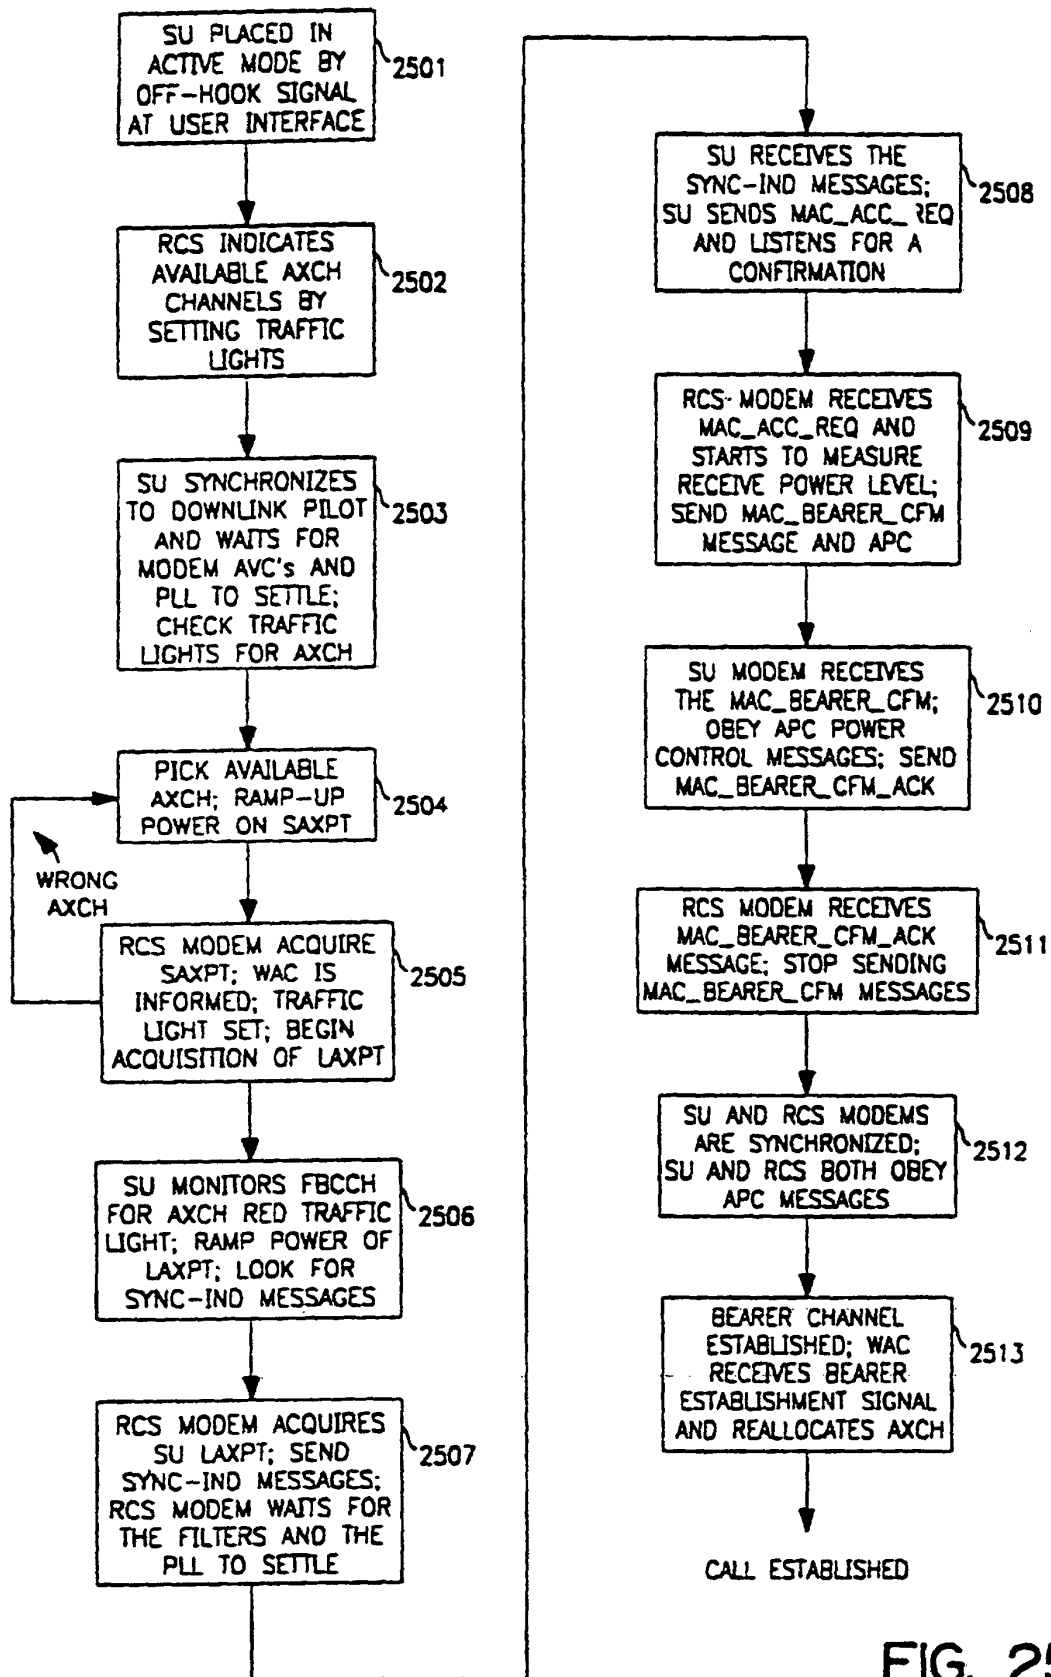 SU PLACED IN
ACTIVE MODE BY
OFF-HOOK SIGNAL
AT USER INTERFACE
2501
RCS INDICATES
AVAILABLE AXCH
CHANNELS BY
SETTING TRAFFIC
LIGHTS
2502
SU SYNCHRONIZES
TO DOWNLINK PILOT
AND WAITS FOR
MODEM AVC's AND
PLL TO SETTLE;
CHECK TRAFFIC
LIGHTS FOR AXCH
2503
PICK AVAILABLE
AXCH; RAMP-UP
POWER ON SAXPT
2504
WRONG
AXCH
RCS MODEM ACQUIRE
SAXPT; WAC IS
INFORMED; TRAFFIC
LIGHT SET; BEGIN
ACQUISITION OF LAXPT
2505
SU MONITORS FBCCH
FOR AXCH RED TRAFFIC
LIGHT; RAMP POWER OF
LAXPT; LOOK FOR
SYNC-IND MESSAGES
2506
RCS MODEM ACQUIRES
SU LAXPT; SEND
SYNC-IND MESSAGES;
RCS MODEM WAITS FOR
THE FILTERS AND THE
PLL TO SETTLE
2507
SU RECEIVES THE
SYNC-IND MESSAGES;
SU SENDS MAC_ACC_REQ
AND LISTENS FOR A
CONFIRMATION
2508
RCS MODEM RECEIVES
MAC_ACC_REQ AND
STARTS TO MEASURE
RECEIVE POWER LEVEL;
SEND MAC_BEARER_CFM
MESSAGE AND APC
2509
SU MODEM RECEIVES
THE MAC_BEARER_CFM;
OBEY APC POWER
CONTROL MESSAGES; SEND
MAC_BEARER_CFM_ACK
2510
RCS MODEM RECEIVES
MAC_BEARER_CFM_ACK
MESSAGE; STOP SENDING
MAC_BEARER_CFM MESSAGES
2511
SU AND RCS MODEMS
ARE SYNCHRONIZED;
SU AND RCS BOTH OBEY
APC MESSAGES
2512
BEARER CHANNEL
ESTABLISHED; WAC
RECEIVES BEARER
ESTABLISHMENT SIGNAL
AND REALLOCATES AXCH
2513
CALL ESTABLISHED
FIG. 25